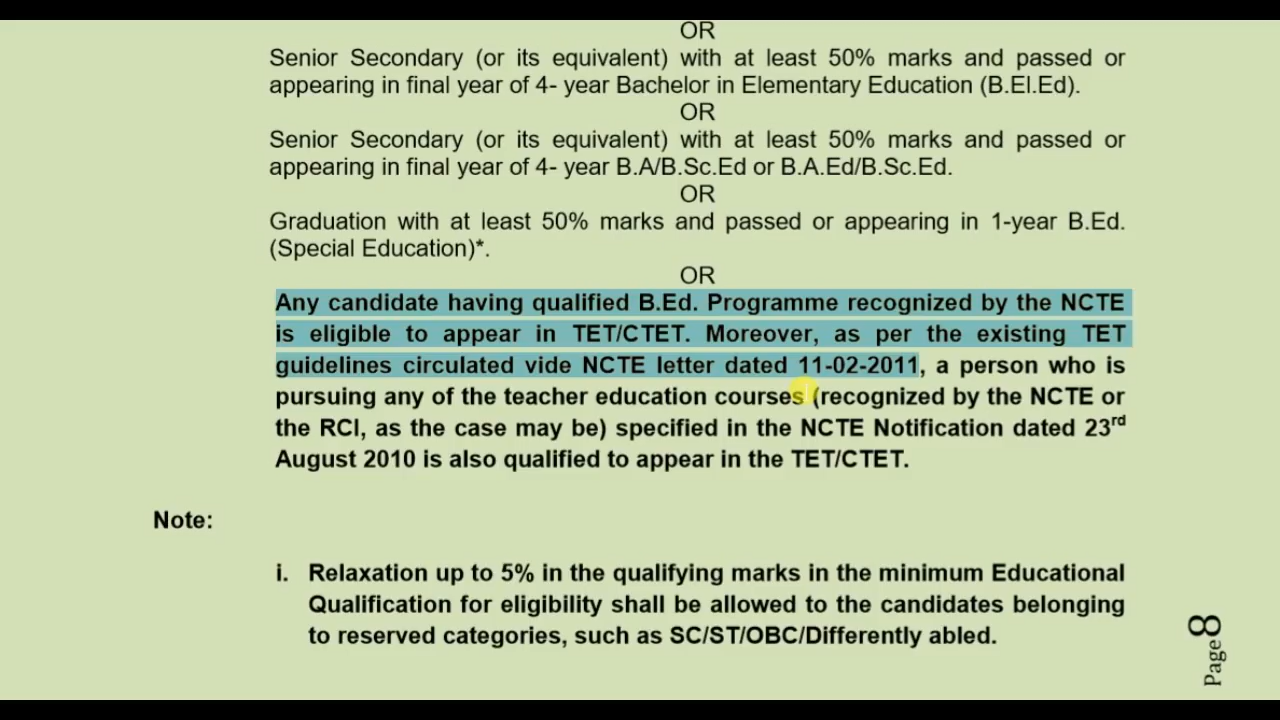 OR
Senior Secondary (or its equivalent) with at least 50% marks and passed or
appearing in final year of 4- year Bachelor in Elementary Education (B.El.Ed).
OR
Senior Secondary (or its equivalent) with at least 50% marks and passed or
appearing in final year of 4- year B.A/B.Sc.Ed or B.A.Ed/B.Sc.Ed.
OR
Graduation with at least 50% marks and passed or appearing in 1-year B.Ed.
(Special Education)*.
OR
Any candidate having qualified B.Ed. Programme recognized by the NCTE
is eligible to appear in TET/CTET. Moreover, as per the existing TET
guidelines circulated vide NCTE letter dated 11-02-2011, a person who is
pursuing any of the teacher education courses (recognized by the NCTE or
the RCI, as the case may be) specified in the NCTE Notification dated 23rd
August 2010 is also qualified to appear in the TET/CTET.
Note:
i. Relaxation up to 5% in the qualifying marks in the minimum Educational
Qualification for eligibility shall be allowed to the candidates belonging
to reserved categories, such as SC/ST/OBC/Differently abled.
Page 8